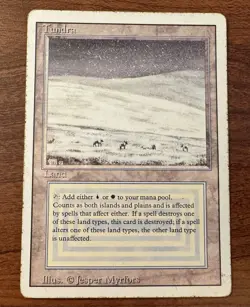 Tundra
Land
Add either or to your mana pool.
Counts as both islands and plains and is affected
by spells that affect either. If a spell destroys one
of these land types, this card is destroyed; if a spell
alters one of these land types, the other land type
is unaffected.
Illus. © Jesper Myrfors